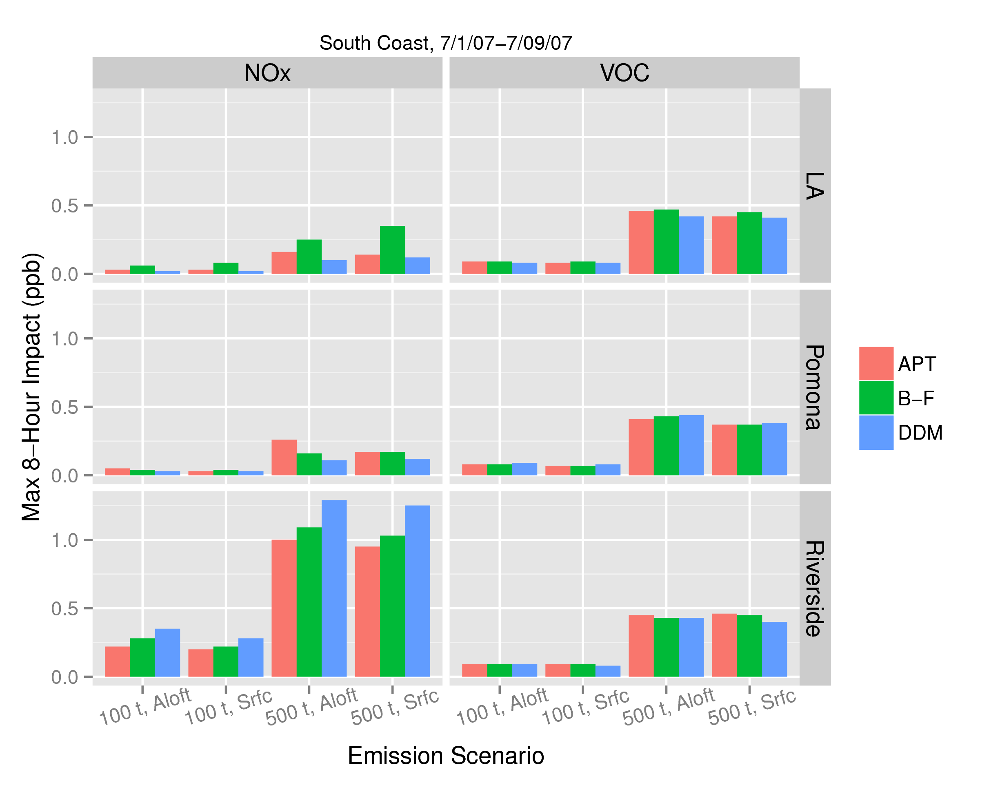 South Coast, 7/1/07–7/09/07
NOx
VOC
1.0
0.5
0.0
LA
1.0
0.5
0.0
Pomona
1.0
0.5
0.0
Riverside
Max 8–Hour Impact (ppb)
100 t, Aloft
100 t, Srfc
500 t, Aloft
500 t, Srfc
100 t, Aloft
100 t, Srfc
500 t, Aloft
500 t, Srfc
Emission Scenario
APT
B–F
DDM